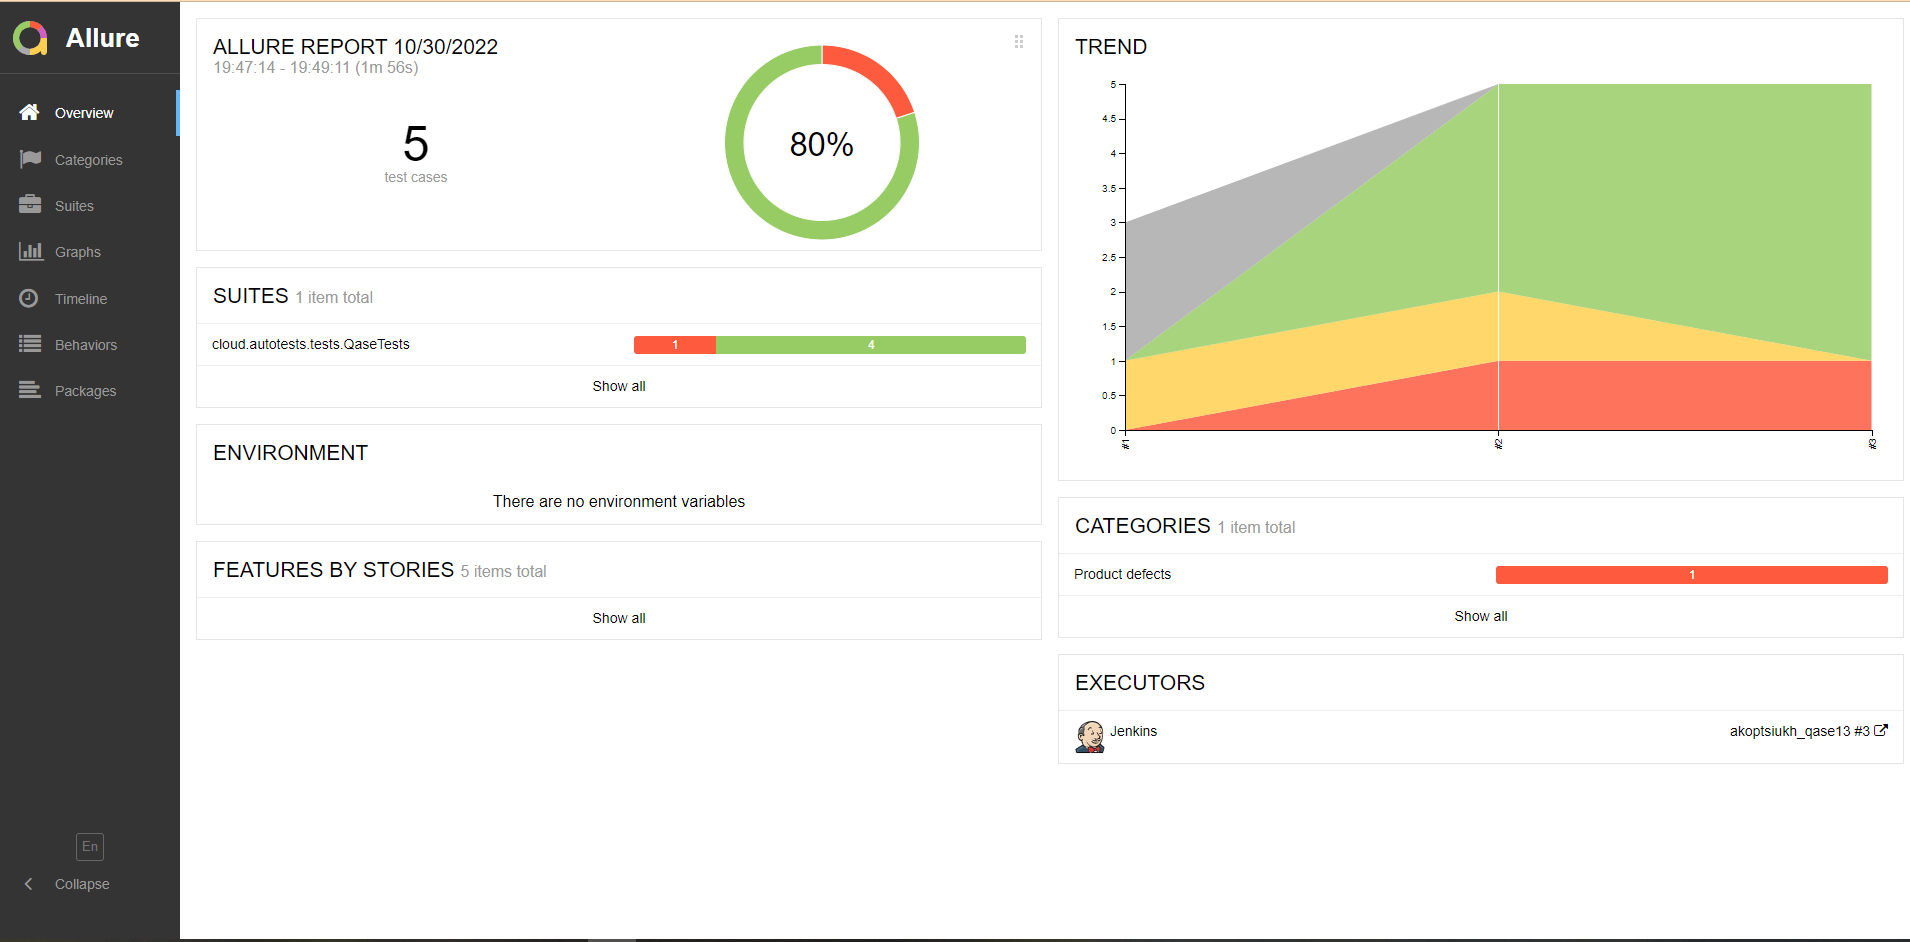 Allure
Overview
Categories
Suites
Graphs
Timeline
Behaviors
Packages
En
Collapse
ALLURE REPORT 10/30/2022
19:47:14 - 19:49:11 (1m 56s)
5
test cases
80%
SUITES 1 item total
cloud.autotests.tests.QaseTests 1 4
Show all
ENVIRONMENT
There are no environment variables
FEATURES BY STORIES 5 items total
Show all
TREND
5
4.5
4
3.5
3
2.5
2
1.5
1
0.5
0
#1 #2 #3
CATEGORIES 1 item total
Product defects 1
Show all
EXECUTORS
Jenkins akoptsiukh_qase13 #3